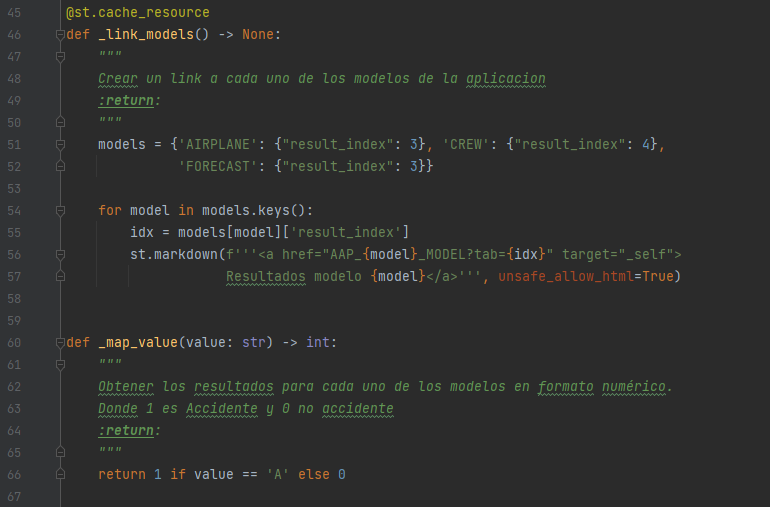 45 @st.cache_resource
46 def _link_models() -> None:
47     """
48     Crear un link a cada uno de los modelos de la aplicacion
49     :return:
50     """
51     models = {'AIRPLANE': {"result_index": 3}, 'CREW': {"result_index": 4},
52               'FORECAST': {"result_index": 3}}
53
54     for model in models.keys():
55         idx = models[model]['result_index']
56         st.markdown(f'''<a href="AAP_{model}_MODEL?tab={idx}" target="_self">
57                     Resultados modelo {model}</a>''', unsafe_allow_html=True)
58
59
60 def _map_value(value: str) -> int:
61     """
62     Obtener los resultados para cada uno de los modelos en formato numérico.
63     Donde 1 es Accidente y 0 no accidente
64     :return:
65     """
66     return 1 if value == 'A' else 0
67